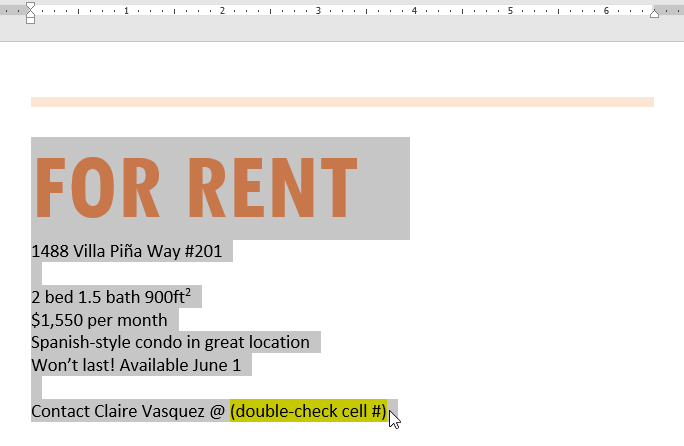 1 2 3 4 5 6
FOR RENT
1488 Villa Piña Way #201
2 bed 1.5 bath 900ft²
$1,550 per month
Spanish-style condo in great location
Won’t last! Available June 1
Contact Claire Vasquez @ (double-check cell #)